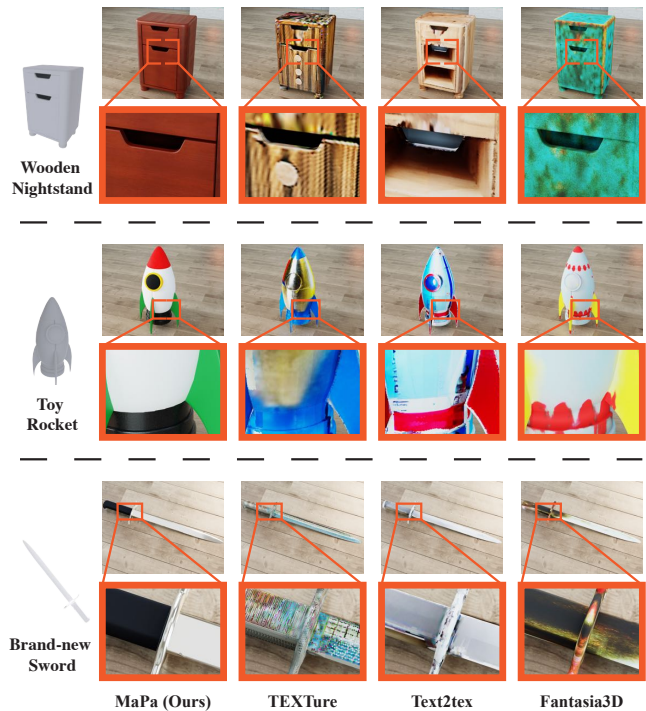 Wooden
Nightstand
Toy
Rocket
Brand-new
Sword
MaPa (Ours)
TEXTure
Text2tex
Fantasia3D